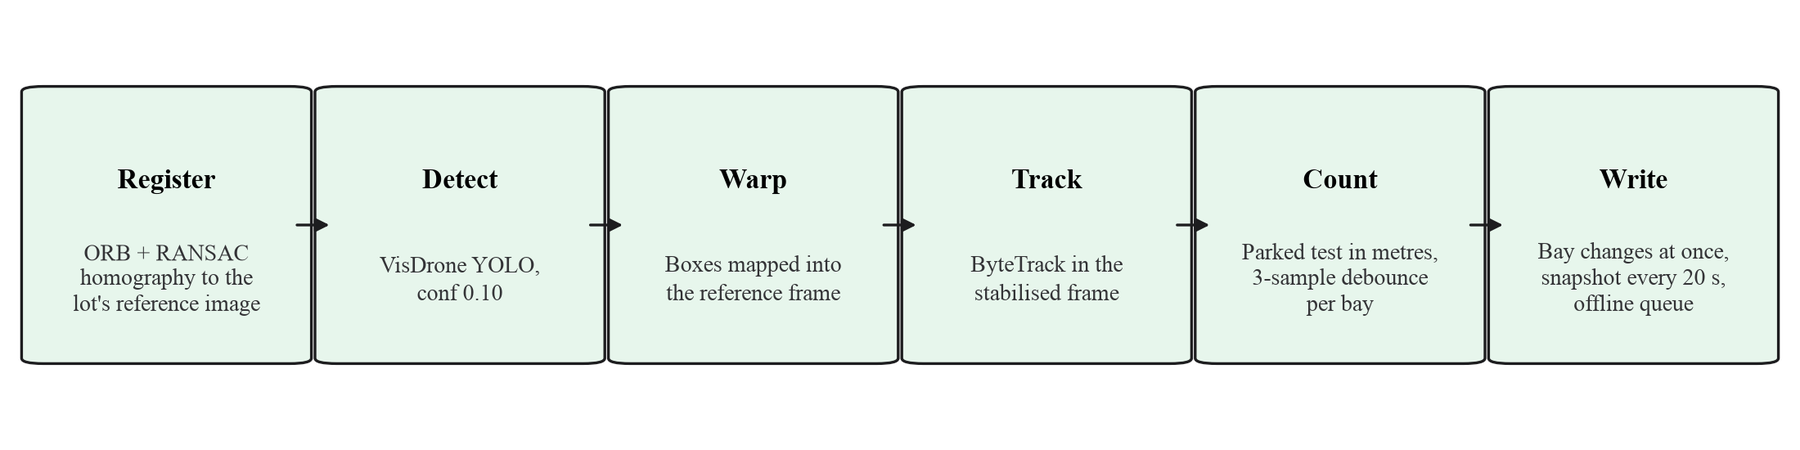 Register
ORB + RANSAC
homography to the
lot's reference image
Detect
VisDrone YOLO,
conf 0.10
Warp
Boxes mapped into
the reference frame
Track
ByteTrack in the
stabilised frame
Count
Parked test in metres,
3-sample debounce
per bay
Write
Bay changes at once,
snapshot every 20 s,
offline queue